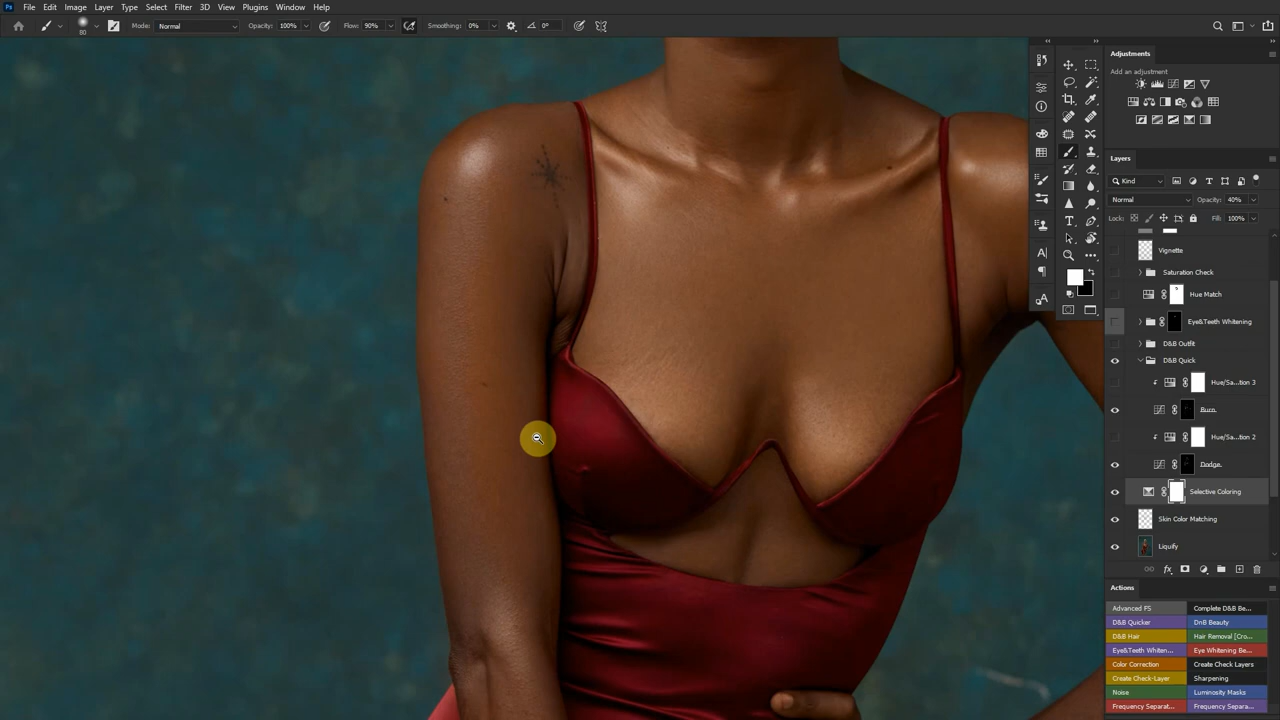 Ps File Edit Image Layer Type Select Filter 3D View Plugins Window Help
80 Mode: Normal Opacity: 100% Flow: 90% Smoothing: 0% 0°
Adjustments
Add an adjustment
Layers
Kind
Normal Opacity: 40%
Lock: Fill: 100%
Vignette
Saturation Check
Hue Match
Eye&Teeth Whitening
D&B Outfit
D&B Quick
Hue/Sa...tion 3
Burn
Hue/Sa...tion 2
Dodge
Selective Coloring
Skin Color Matching
Liquify
fx
Actions
Advanced FS Complete D&B Be...
D&B Quicker DnB Beauty
D&B Hair Hair Removal [Cro...
Eye&Teeth Whiten... Eye Whitening Be...
Color Correction Create Check Layers
Create Check-Layer Sharpening
Noise Luminosity Masks
Frequency Separat... Frequency Separa...